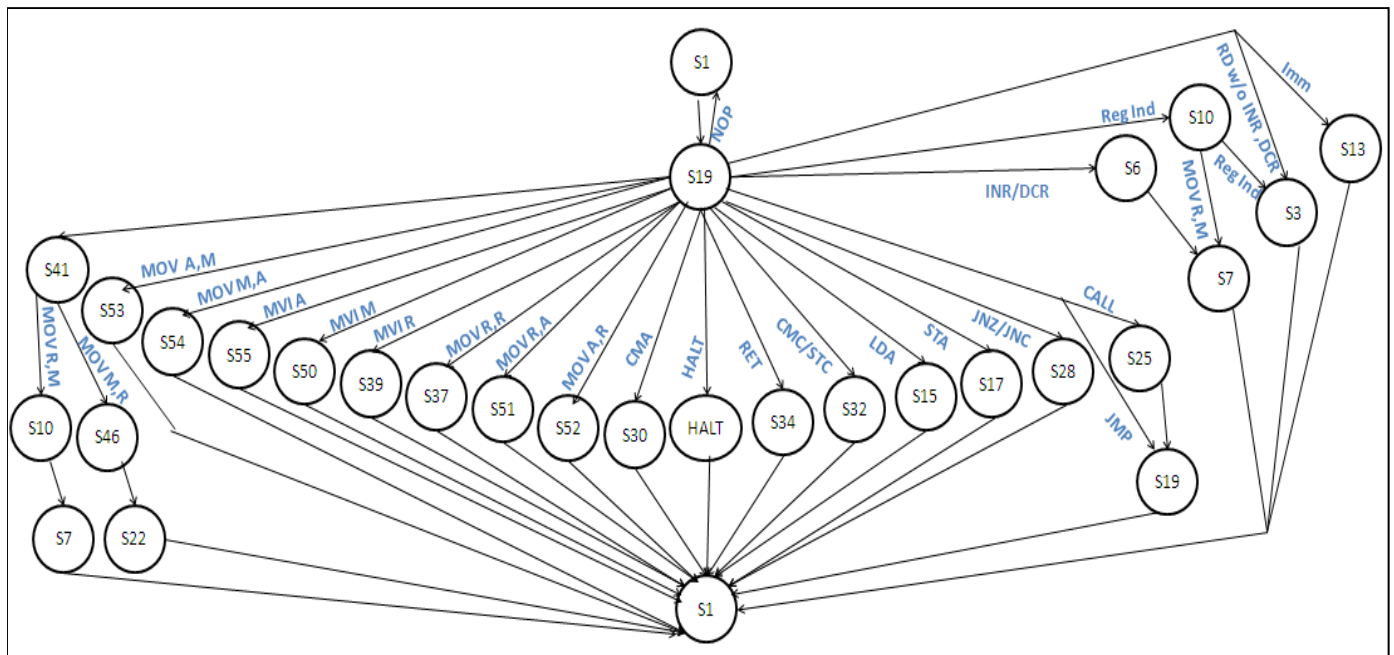 S1
NOP
S19
Imm
RD w/o INR ,DCR
Reg Ind
S10
S13
S6
INR/DCR
Reg Ind
MOV R,M
S3
S7
S41
MOV A,M
S53
MOV M,A
S54
MVI A
S55
MVI M
S50
MVI R
S39
MOV R,R
S37
MOV R,A
S51
MOV A,R
S52
CMA
S30
HALT
HALT
RET
S34
CMC/STC
S32
LDA
S15
STA
S17
JNZ/JNC
S28
CALL
S25
JMP
S19
MOV R,M
MOV M,R
S10
S46
S7
S22
S1